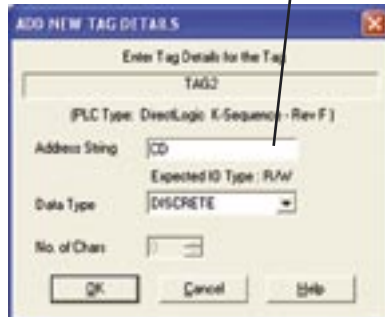 ADD NEW TAG DETAILS
Enter Tag Details for the Tag
TAG2
(PLC Type: DirectLogic K-Sequence - Rev F )
Address String CD
Expected IO Type : R/W
Data Type DISCRETE
No. of Chars
OK Cancel Help